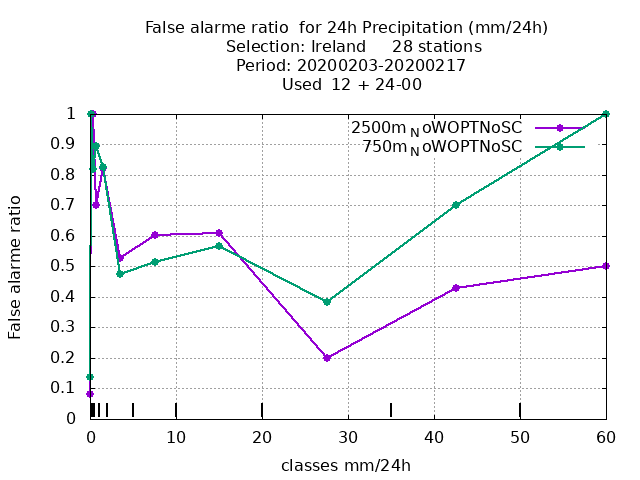 False alarme ratio  for 24h Precipitation (mm/24h)
Selection: Ireland     28 stations
Period: 20200203-20200217
Used  12 + 24-00
2500m_NoWOPTNoSC
750m_NoWOPTNoSC
False alarme ratio
1
0.9
0.8
0.7
0.6
0.5
0.4
0.3
0.2
0.1
0
0 10 20 30 40 50 60
classes mm/24h